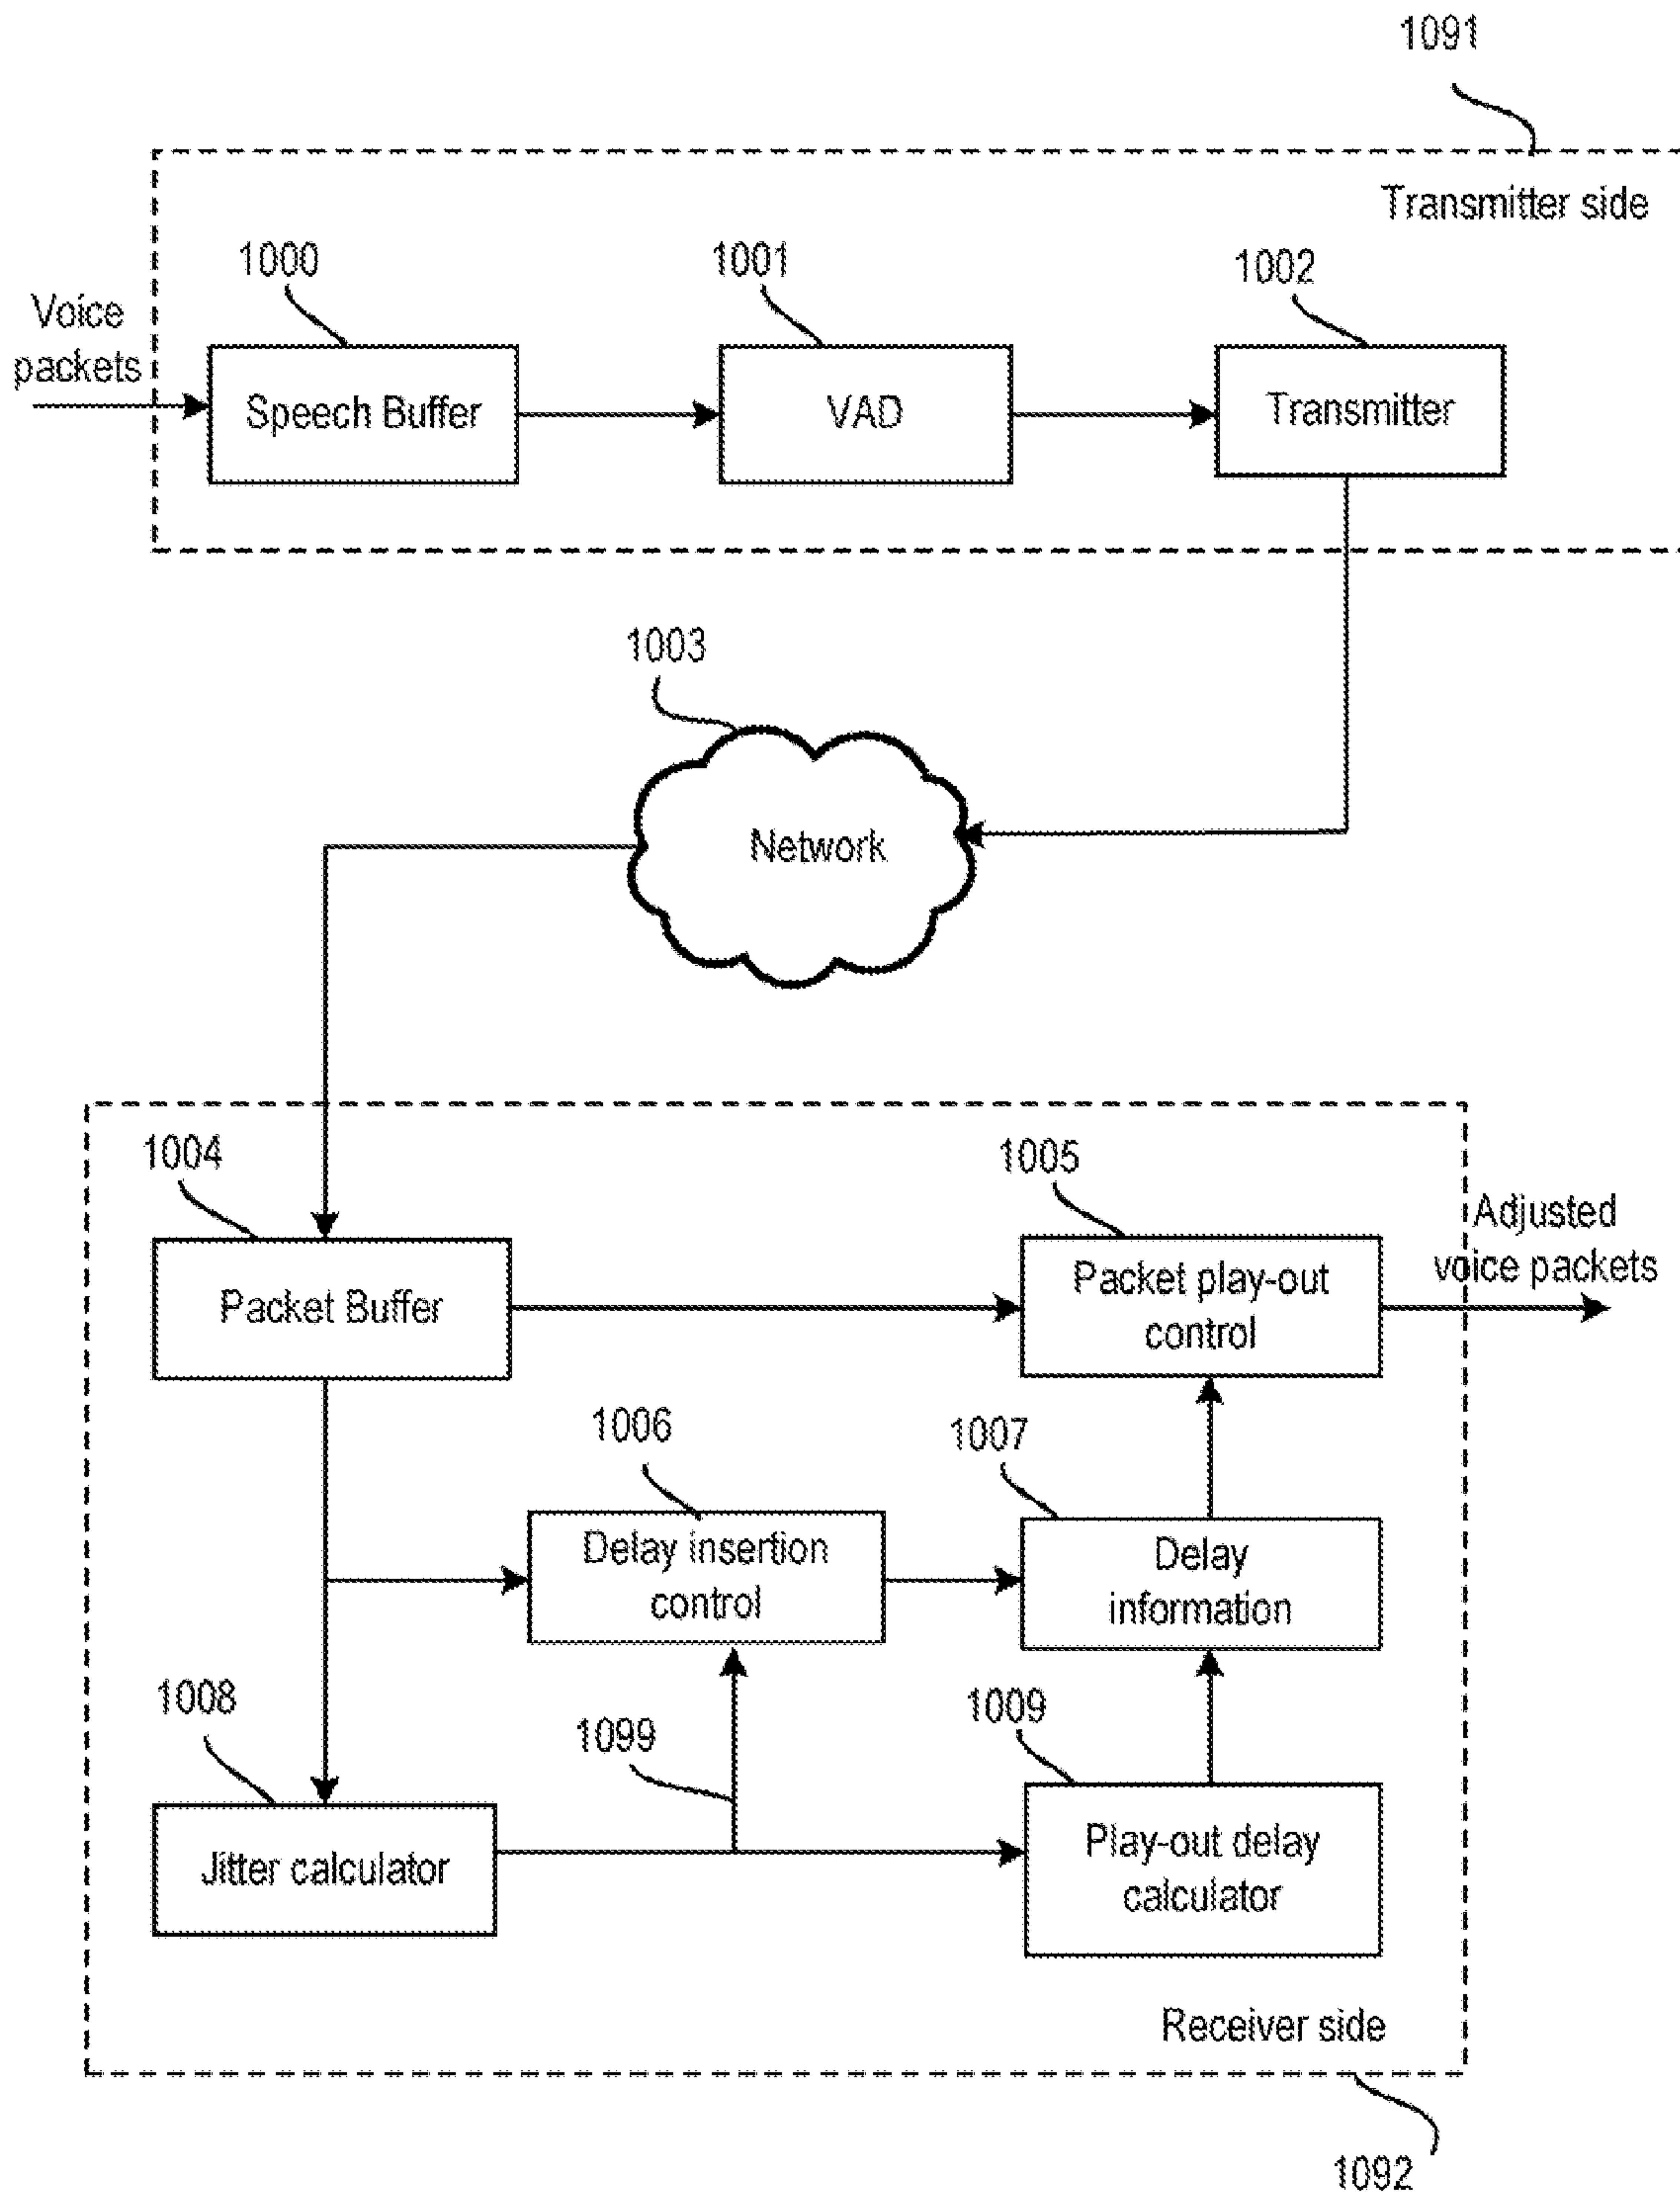 1091
Transmitter side
1000
1001
1002
Voice
packets
Speech Buffer
VAD
Transmitter
1003
Network
1004
1005
Adjusted
voice packets
Packet Buffer
Packet play-out
control
1006
1007
Delay insertion
control
Delay
information
1008
1099
1009
Jitter calculator
Play-out delay
calculator
Receiver side
1092